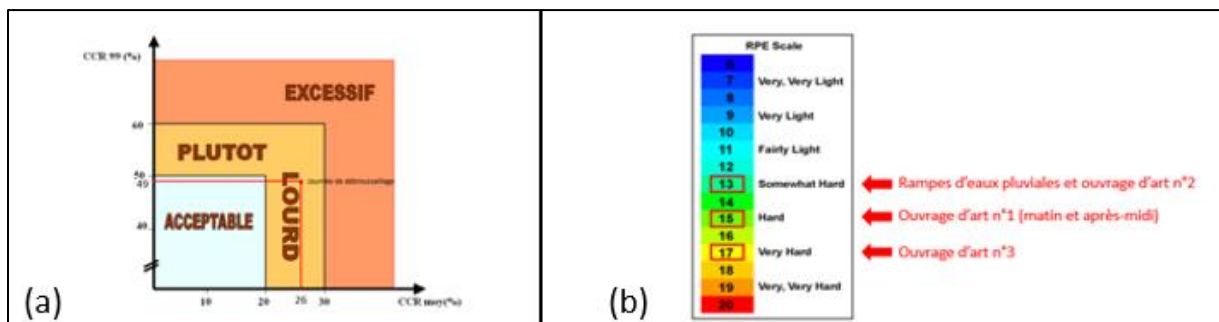 CCR 99 (%)
EXCESSIF
60
PLUTOT
50
49
Journée de débroussaillage
LOURD
ACCEPTABLE
40
10
20
26
30
CCR moy(%)
(a)
RPE Scale
6
7 Very, Very Light
8
9 Very Light
10
11 Fairly Light
12
13 Somewhat Hard
Rampes d'eaux pluviales et ouvrage d'art n°2
14
15 Hard
Ouvrage d'art n°1 (matin et après-midi)
16
17 Very Hard
Ouvrage d'art n°3
18
19 Very, Very Hard
20
(b)